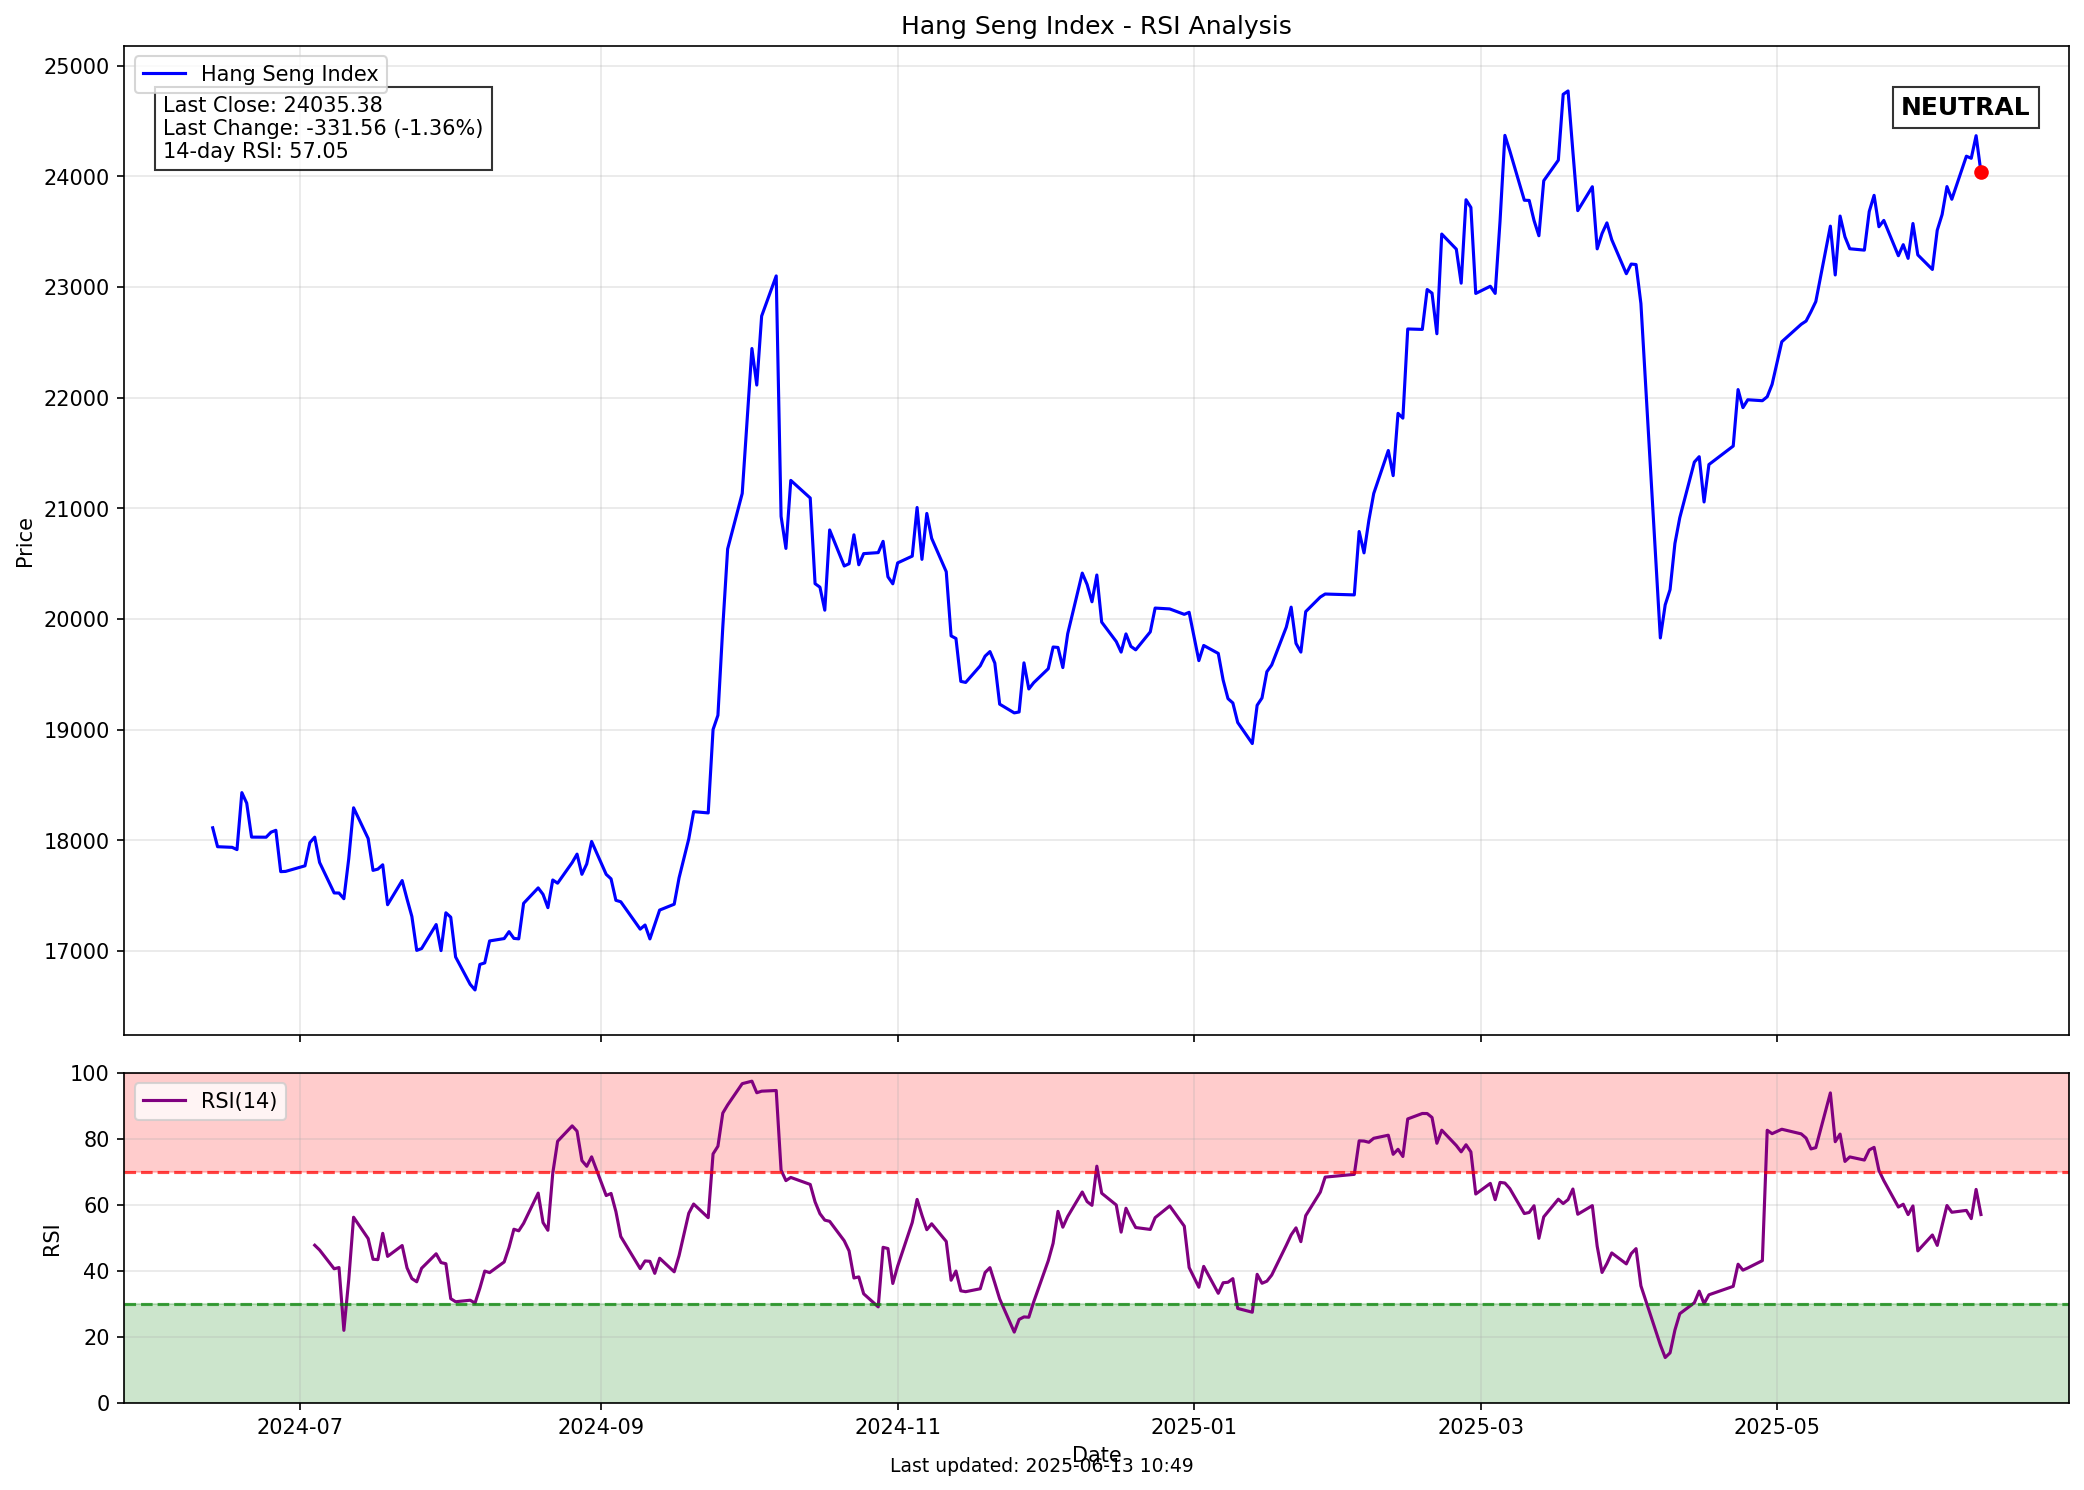 Hang Seng Index - RSI Analysis
25000
24000
23000
22000
21000
20000
19000
18000
17000
Price
Hang Seng Index
Last Close: 24035.38
Last Change: -331.56 (-1.36%)
14-day RSI: 57.05
NEUTRAL
100
80
60
40
20
0
RSI
RSI(14)
2024-07
2024-09
2024-11
2025-01
2025-03
2025-05
Date
Last updated: 2025-06-13 10:49